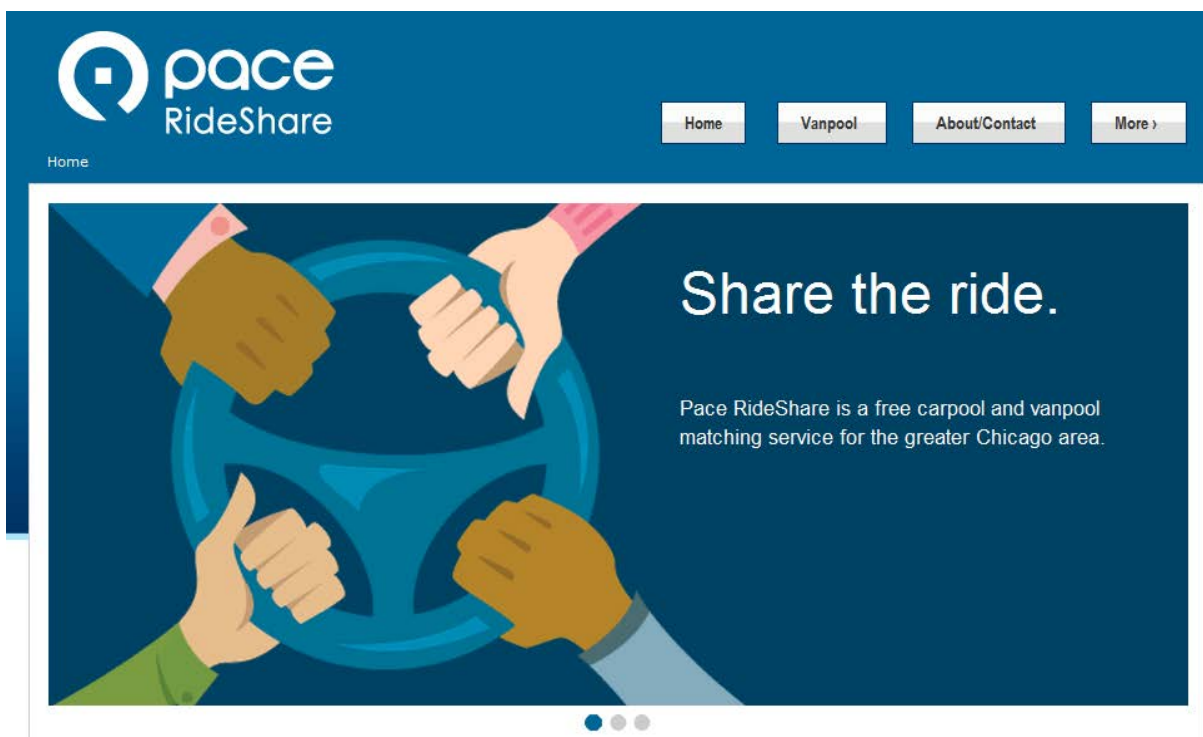 pace
RideShare
Home Vanpool About/Contact More ›
Home
Share the ride.
Pace RideShare is a free carpool and vanpool
matching service for the greater Chicago area.